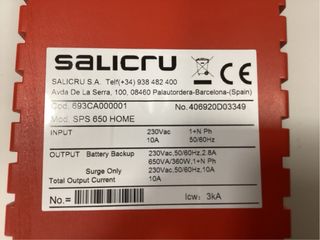 SALICRU
SALICRU S.A. Telf(+34) 938 482 400
Avda De La Serra, 100, 08460 Palautordera-Barcelona-(Spain)
CE
Cod. 693CA000001 No.406920D03349
Mod. SPS 650 HOME
INPUT 230Vac 1+N Ph
10A 50/60Hz
OUTPUT Battery Backup 230Vac,50/60Hz,2.8A
650VA/360W,1+N Ph
Surge Only 230Vac,50/60Hz,10A
Total Output Current 10A
No.=
Icw: 3kA